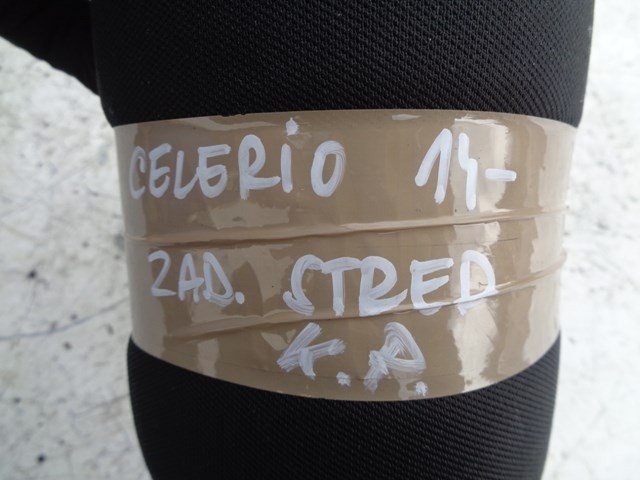 CELERIO 14-
ZAD. STRED
K.P.